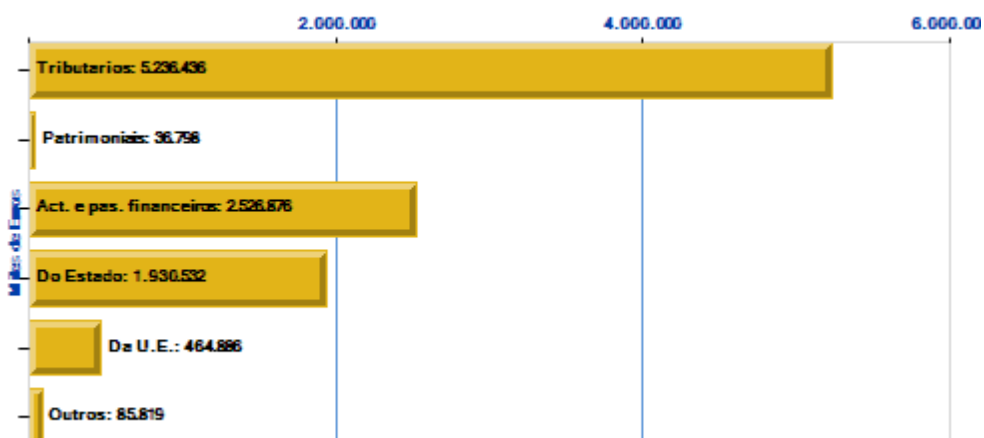 2.000.000 4.000.000 6.000.00
Tributarios: 5.236.436
Patrimoniais: 36.798
Act. e pas. financeiros: 2.526.876
Do Estado: 1.930.532
Da U.E.: 464.886
Outros: 85.819
Miles de Euros